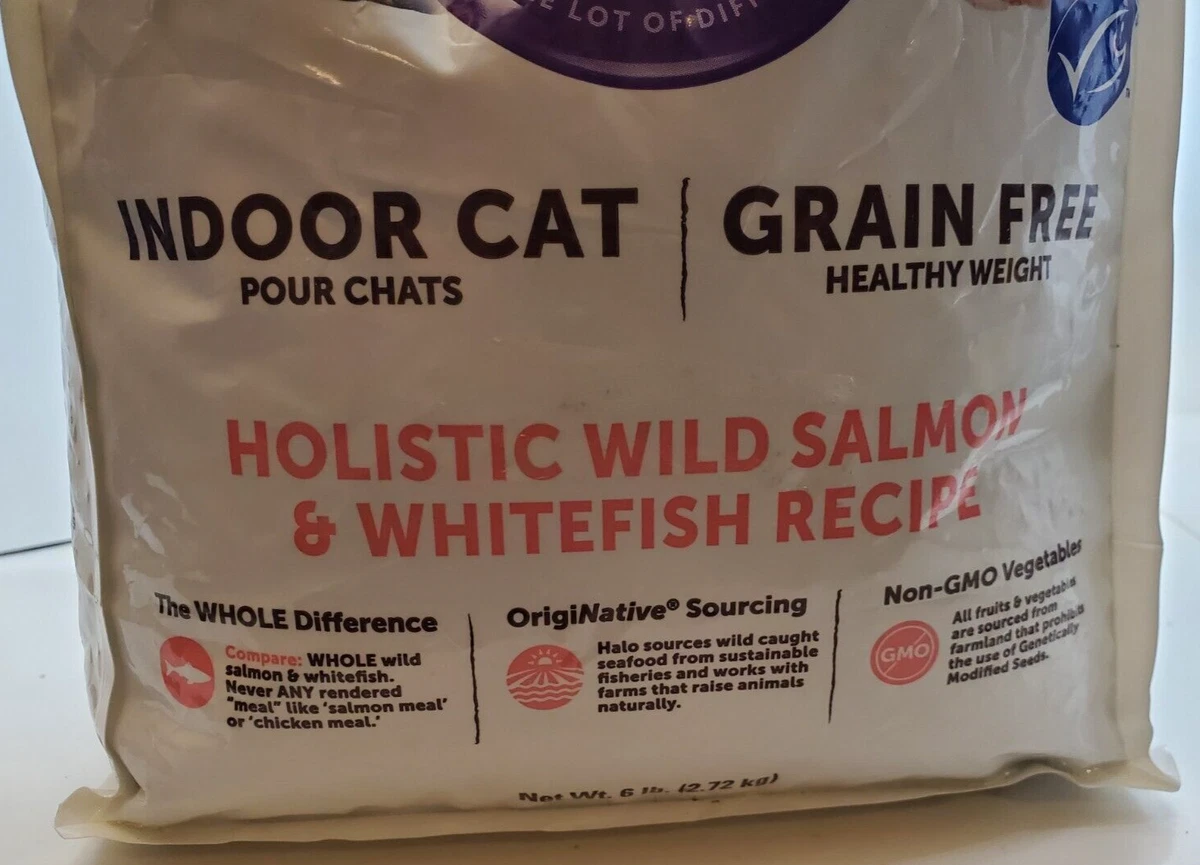 LOT OF
INDOOR CAT
POUR CHATS
GRAIN FREE
HEALTHY WEIGHT
HOLISTIC WILD SALMON
& WHITEFISH RECIPE
The WHOLE Difference
Compare: WHOLE wild
salmon & whitefish.
Never ANY rendered
"meal" like 'salmon meal'
or 'chicken meal.'
OrigiNative® Sourcing
Halo sources wild caught
seafood from sustainable
fisheries and works with
farms that raise animals
naturally.
Non-GMO Vegetables
GMO
All fruits & vegetables
are sourced from
farmland that prohibits
the use of Genetically
Modified Seeds.
Net Wt. 6 lb. (2.72 kg)